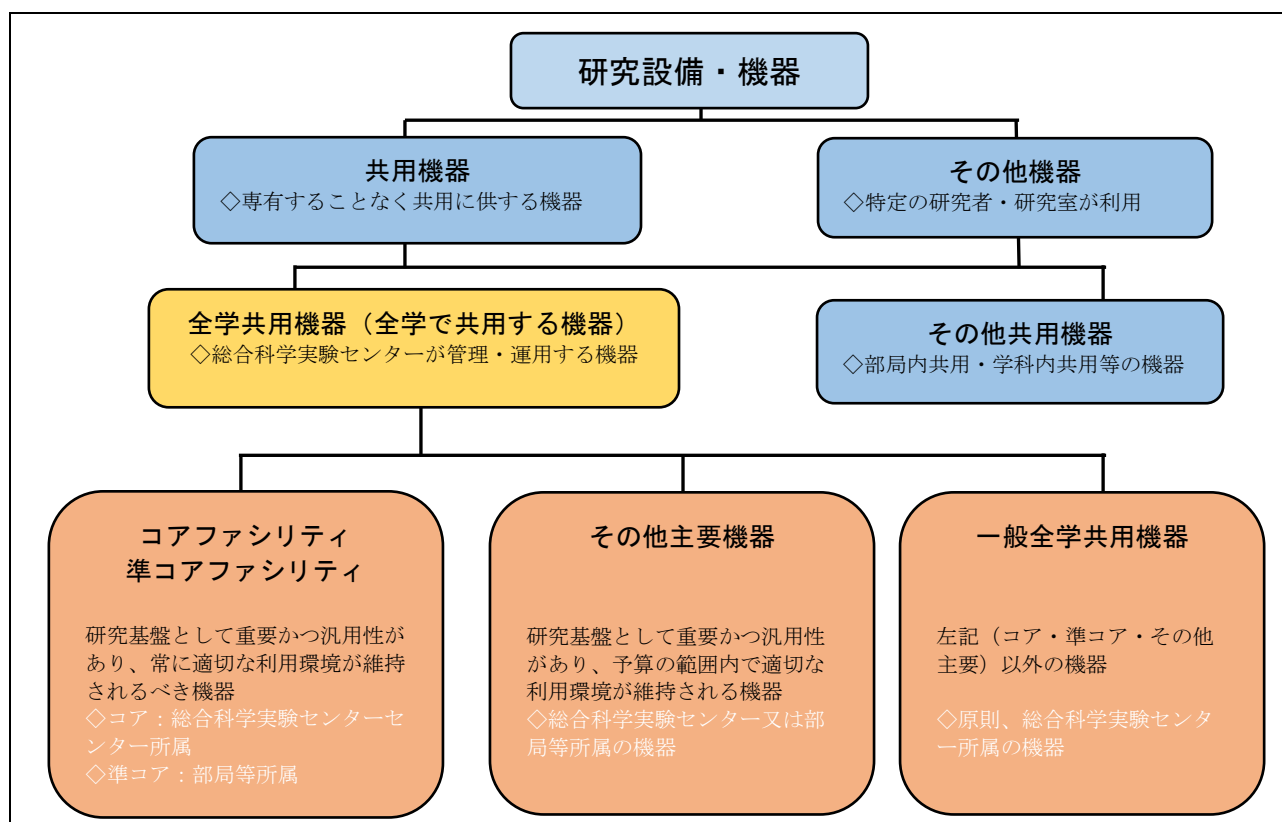 研究設備・機器
共用機器
◇専有することなく共用に供する機器
その他機器
◇特定の研究者・研究室が利用
全学共用機器（全学で共用する機器）
◇総合科学実験センターが管理・運用する機器
その他共用機器
◇部局内共用・学科内共用等の機器
コアファシリティ
準コアファシリティ
研究基盤として重要かつ汎用性が
あり、常に適切な利用環境が維持
されるべき機器
◇コア：総合科学実験センターセ
ンター所属
◇準コア：部局等所属
その他主要機器
研究基盤として重要かつ汎用性
があり、予算の範囲内で適切な
利用環境が維持される機器
◇総合科学実験センター又は部
局等所属の機器
一般全学共用機器
左記（コア・準コア・その他
主要）以外の機器
◇原則、総合科学実験センタ
ー所属の機器